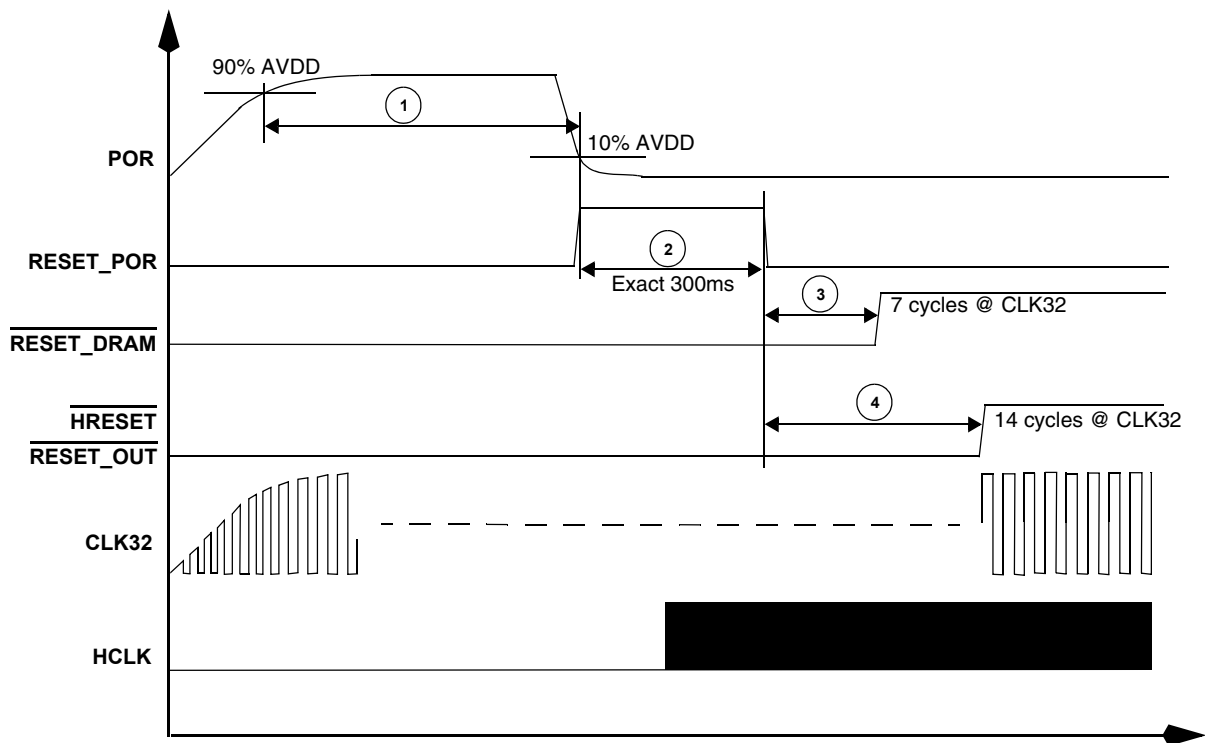 90% AVDD
1
10% AVDD
POR
2
RESET_POR
Exact 300ms
3
7 cycles @ CLK32
RESET_DRAM
4
HRESET
14 cycles @ CLK32
RESET_OUT
CLK32
HCLK